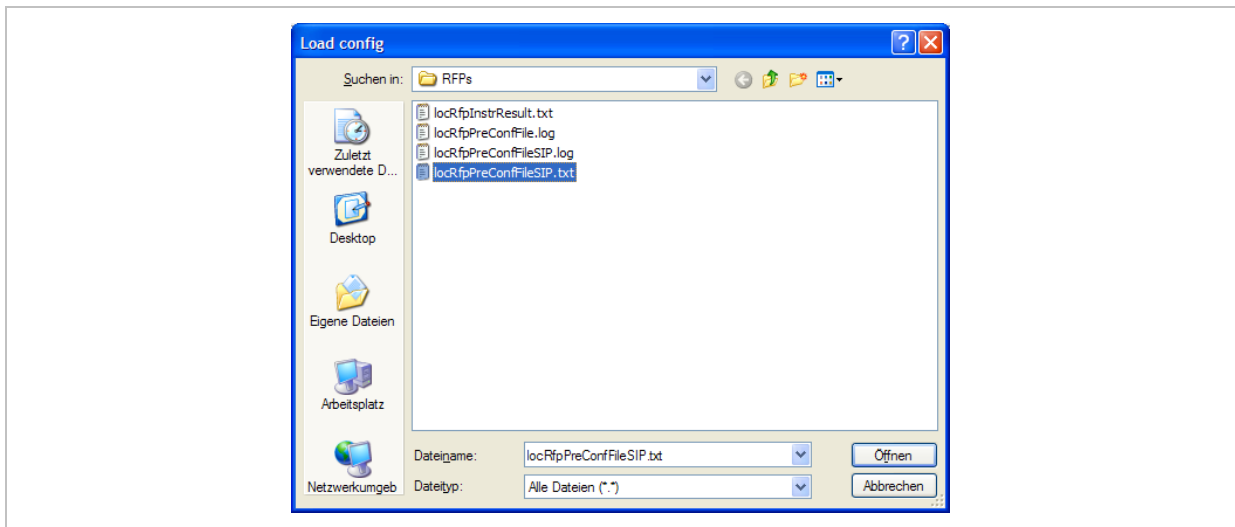 Load config
Suchen in: RFPs
locRfpInstrResult.txt
locRfpPreConfFile.log
locRfpPreConfFileSIP.log
locRfpPreConfFileSIP.txt
Zuletzt
verwendete D...
Desktop
Eigene Dateien
Arbeitsplatz
Netzwerkumgeb
Dateiname: locRfpPreConfFileSIP.txt Öffnen
Dateityp: Alle Dateien (*.*) Abbrechen